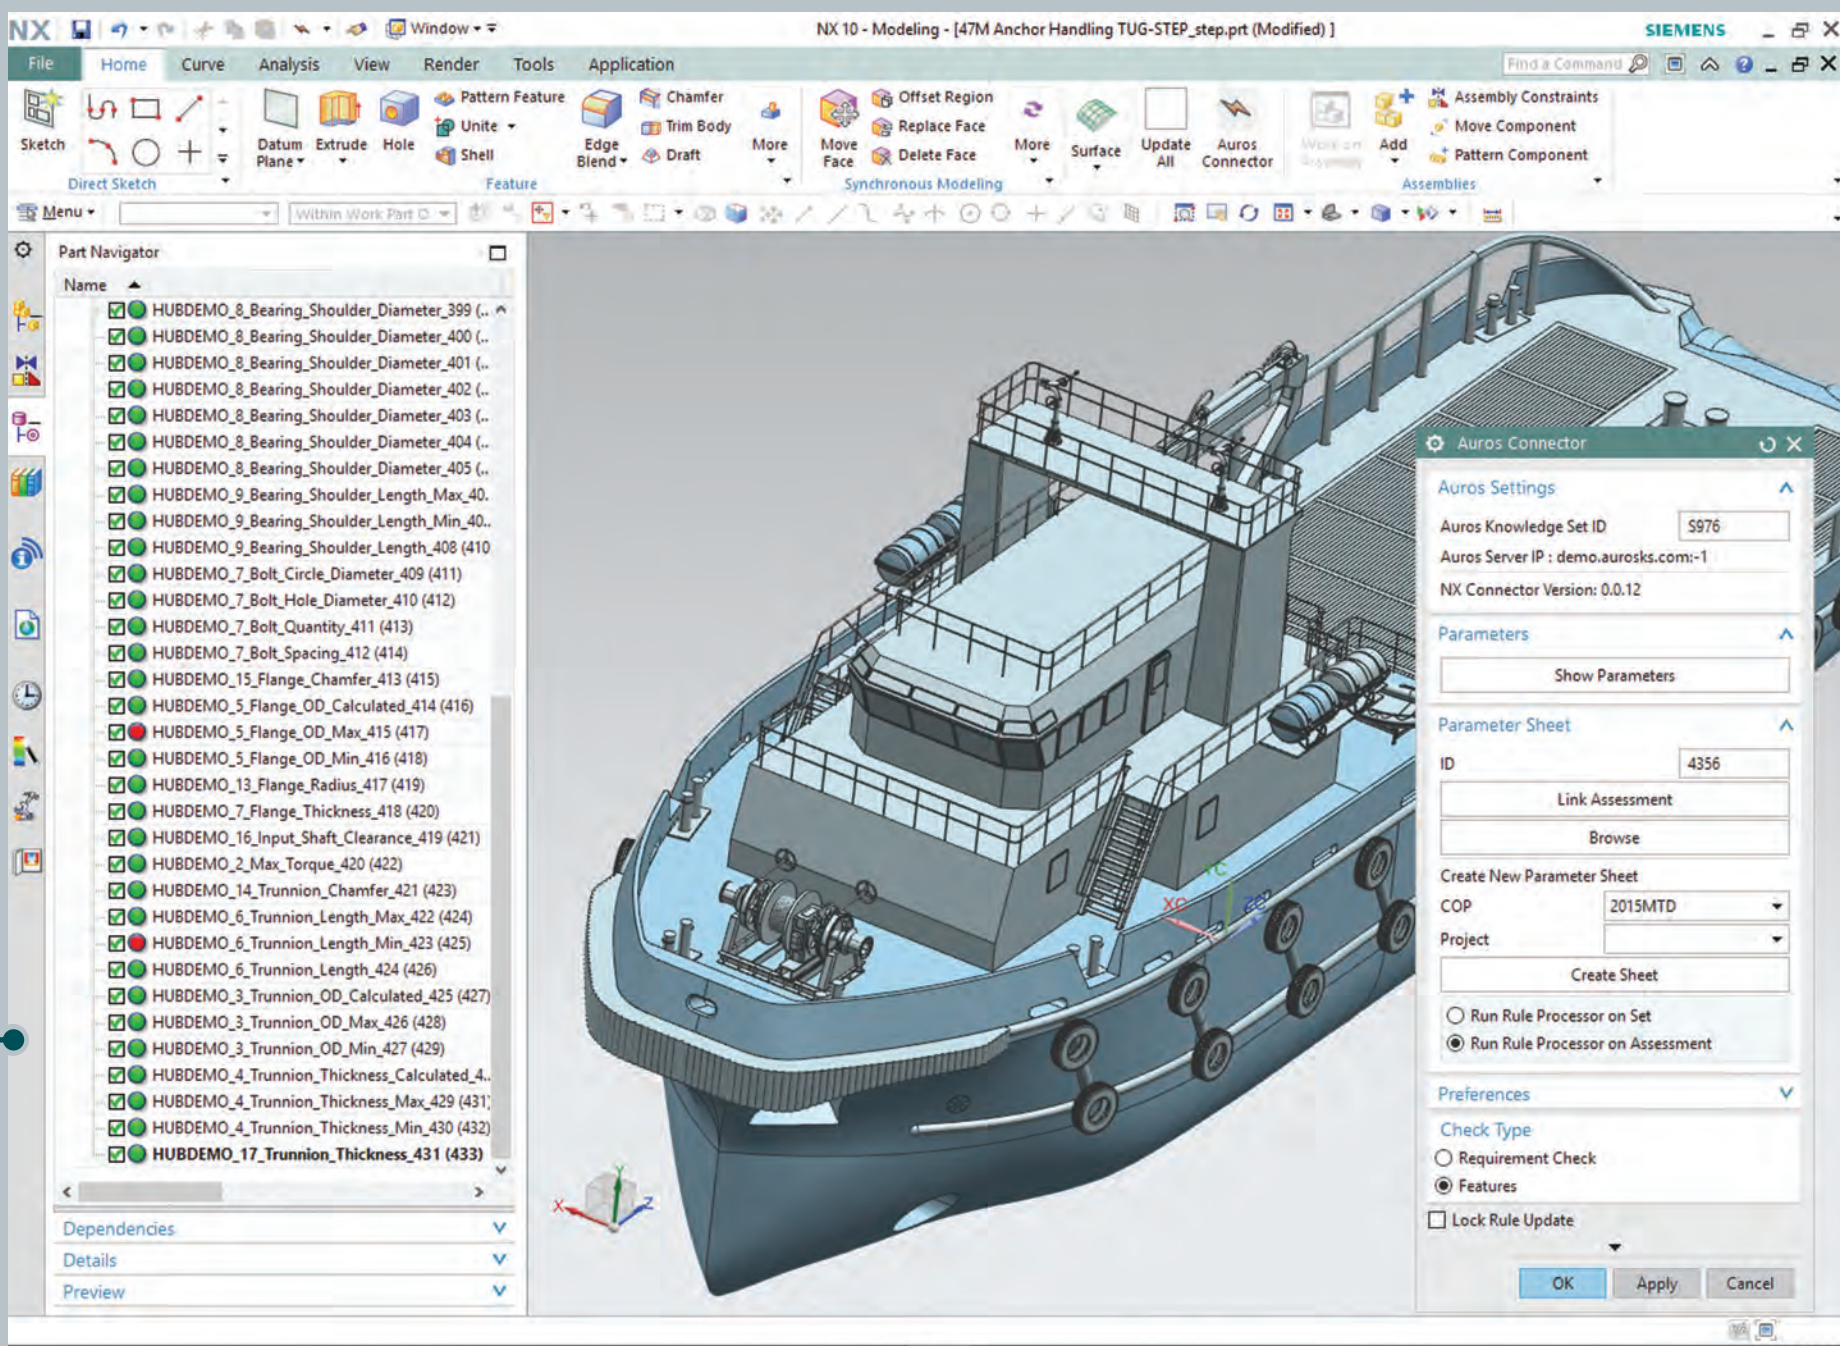 NX
Window
NX 10 - Modeling - [47M Anchor Handling TUG-STEP_step.prt (Modified) ]
SIEMENS
File
Home
Curve
Analysis
View
Render
Tools
Application
Find a Command
Sketch
Direct Sketch
Datum Plane
Extrude
Hole
Pattern Feature
Unite
Shell
Edge Blend
Chamfer
Trim Body
Draft
More
Feature
Move Face
Offset Region
Replace Face
Delete Face
More
Synchronous Modeling
Surface
Update All
Auros Connector
Work on Assembly
Add
Assembly Constraints
Move Component
Pattern Component
Assemblies
Menu
Within Work Part O
Part Navigator
Name
HUBDEMO_8_Bearing_Shoulder_Diameter_399 (..
HUBDEMO_8_Bearing_Shoulder_Diameter_400 (..
HUBDEMO_8_Bearing_Shoulder_Diameter_401 (..
HUBDEMO_8_Bearing_Shoulder_Diameter_402 (..
HUBDEMO_8_Bearing_Shoulder_Diameter_403 (..
HUBDEMO_8_Bearing_Shoulder_Diameter_404 (..
HUBDEMO_8_Bearing_Shoulder_Diameter_405 (..
HUBDEMO_9_Bearing_Shoulder_Length_Max_40.
HUBDEMO_9_Bearing_Shoulder_Length_Min_40..
HUBDEMO_9_Bearing_Shoulder_Length_408 (410
HUBDEMO_7_Bolt_Circle_Diameter_409 (411)
HUBDEMO_7_Bolt_Hole_Diameter_410 (412)
HUBDEMO_7_Bolt_Quantity_411 (413)
HUBDEMO_7_Bolt_Spacing_412 (414)
HUBDEMO_15_Flange_Chamfer_413 (415)
HUBDEMO_5_Flange_OD_Calculated_414 (416)
HUBDEMO_5_Flange_OD_Max_415 (417)
HUBDEMO_5_Flange_OD_Min_416 (418)
HUBDEMO_13_Flange_Radius_417 (419)
HUBDEMO_7_Flange_Thickness_418 (420)
HUBDEMO_16_Input_Shaft_Clearance_419 (421)
HUBDEMO_2_Max_Torque_420 (422)
HUBDEMO_14_Trunnion_Chamfer_421 (423)
HUBDEMO_6_Trunnion_Length_Max_422 (424)
HUBDEMO_6_Trunnion_Length_Min_423 (425)
HUBDEMO_6_Trunnion_Length_424 (426)
HUBDEMO_3_Trunnion_OD_Calculated_425 (427)
HUBDEMO_3_Trunnion_OD_Max_426 (428)
HUBDEMO_3_Trunnion_OD_Min_427 (429)
HUBDEMO_4_Trunnion_Thickness_Calculated_4..
HUBDEMO_4_Trunnion_Thickness_Max_429 (431)
HUBDEMO_4_Trunnion_Thickness_Min_430 (432)
HUBDEMO_17_Trunnion_Thickness_431 (433)
Dependencies
Details
Preview
YC
XC
ZC
Y
X
Z
Auros Connector
Auros Settings
Auros Knowledge Set ID
S976
Auros Server IP : demo.aurosks.com:-1
NX Connector Version: 0.0.12
Parameters
Show Parameters
Parameter Sheet
ID
4356
Link Assessment
Browse
Create New Parameter Sheet
COP
2015MTD
Project
Create Sheet
Run Rule Processor on Set
Run Rule Processor on Assessment
Preferences
Check Type
Requirement Check
Features
Lock Rule Update
OK
Apply
Cancel